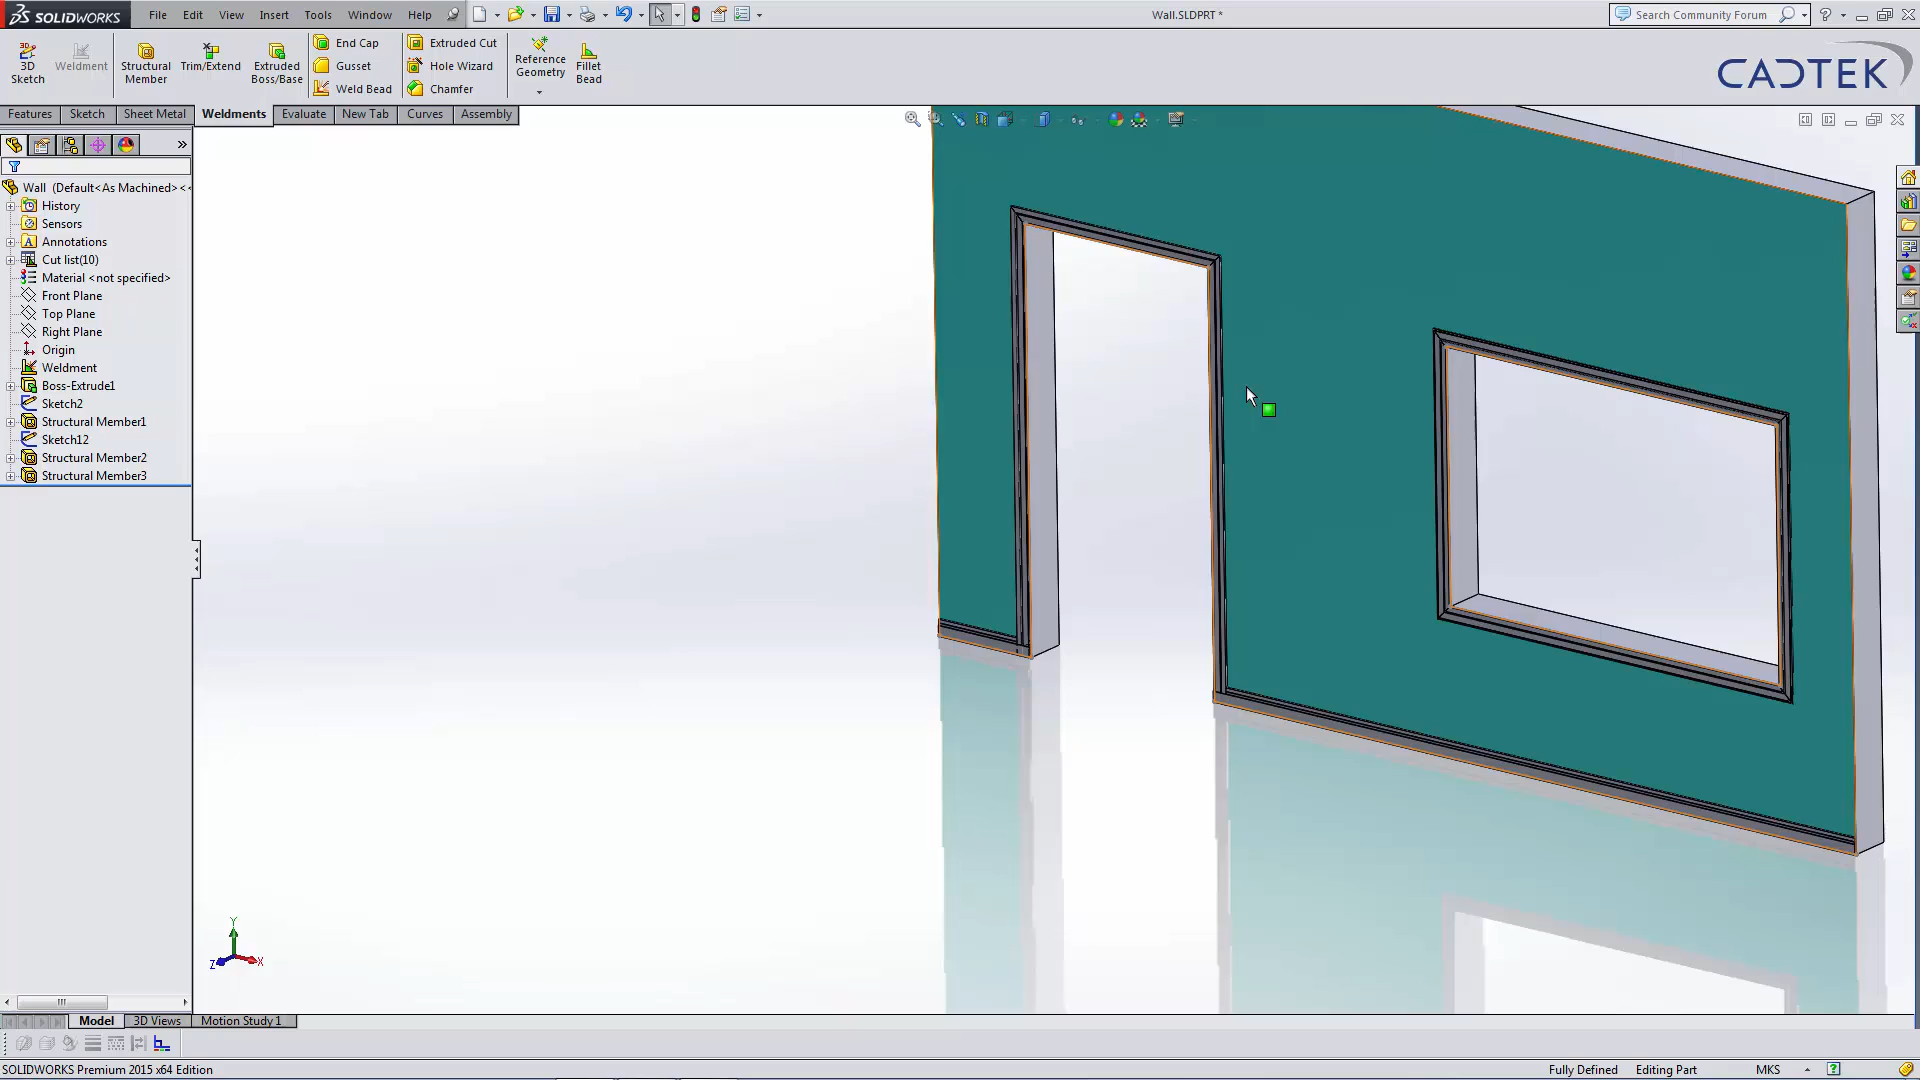 SOLIDWORKS File Edit View Insert Tools Window Help Wall.SLDPRT * Search Community Forum
3D Sketch
Weldment
Structural Member
Trim/Extend
Extruded Boss/Base
End Cap
Gusset
Weld Bead
Extruded Cut
Hole Wizard
Chamfer
Reference Geometry
Fillet Bead
CADTEK
Features Sketch Sheet Metal Weldments Evaluate New Tab Curves Assembly
Wall (Default<As Machined><
History
Sensors
Annotations
Cut list(10)
Material <not specified>
Front Plane
Top Plane
Right Plane
Origin
Weldment
Boss-Extrude1
Sketch2
Structural Member1
Sketch12
Structural Member2
Structural Member3
Y
Z X
Model 3D Views Motion Study 1
SOLIDWORKS Premium 2015 x64 Edition Fully Defined Editing Part MKS